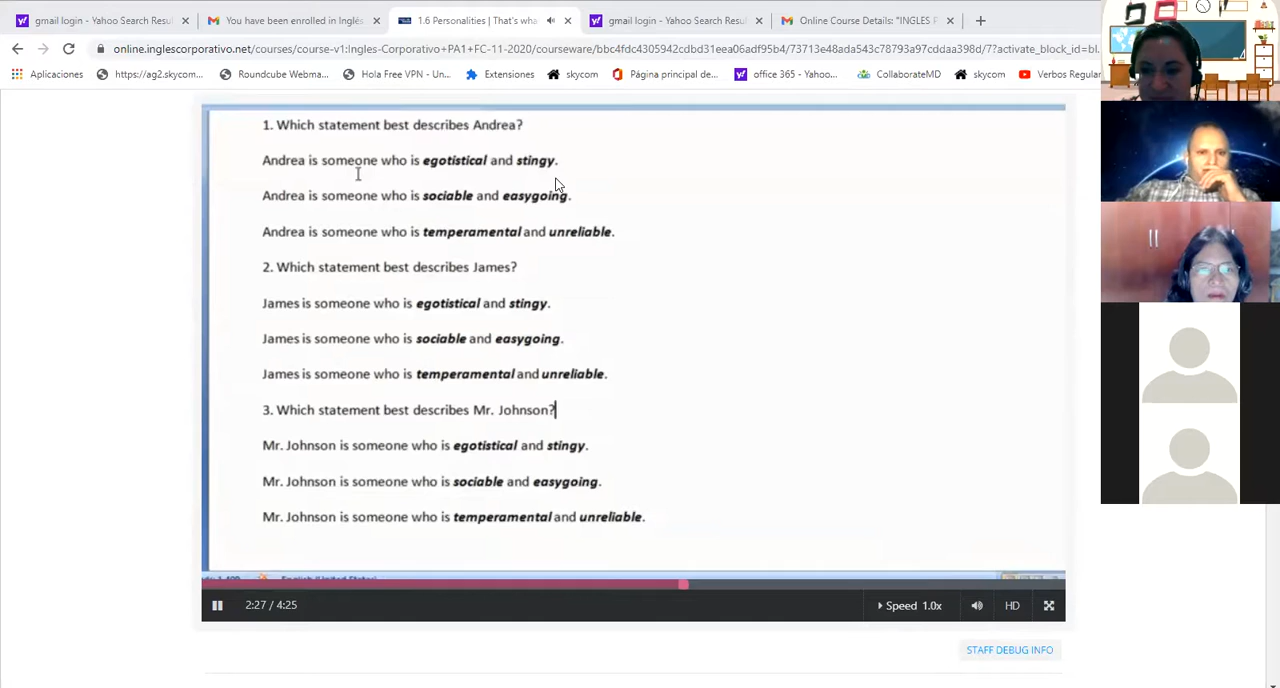 gmail login - Yahoo Search Resul
You have been enrolled in Inglés
1.6 Personalities | That's wha
gmail login - Yahoo Search Resul
Online Course Details: "INGLES P
online.inglescorporativo.net/courses/course-v1:Ingles-Corporativo+PA1+FC-11-2020/courseware/bbc4fdc4305942cdbd31eea06adf95b4/73713e48ada543c78793a97cddaa398d/7?activate_block_id=bl...
Aplicaciones https://ag2.skycom... Roundcube Webma... Hola Free VPN - Un... Extensiones skycom Página principal de... office 365 - Yahoo... CollaborateMD skycom Verbos Regular
1. Which statement best describes Andrea?
Andrea is someone who is egotistical and stingy.
Andrea is someone who is sociable and easygoing.
Andrea is someone who is temperamental and unreliable.
2. Which statement best describes James?
James is someone who is egotistical and stingy.
James is someone who is sociable and easygoing.
James is someone who is temperamental and unreliable.
3. Which statement best describes Mr. Johnson?
Mr. Johnson is someone who is egotistical and stingy.
Mr. Johnson is someone who is sociable and easygoing.
Mr. Johnson is someone who is temperamental and unreliable.
2:27 / 4:25
Speed 1.0x
HD
STAFF DEBUG INFO